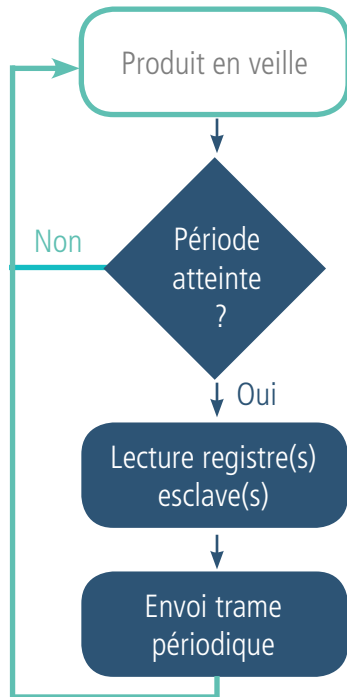 Produit en veille
Non
Période
atteinte
?
Oui
Lecture registre(s)
esclave(s)
Envoi trame
périodique